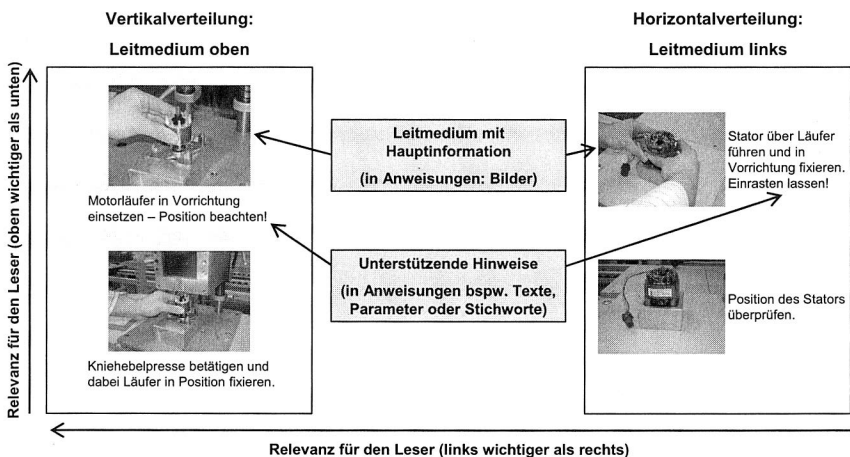 Vertikalverteilung:
Leitmedium oben
Horizontalverteilung:
Leitmedium links
Relevanz für den Leser (oben wichtiger als unten)
Motorläufer in Vorrichtung
einsetzen – Position beachten!
Kniehebelpresse betätigen und
dabei Läufer in Position fixieren.
Leitmedium mit
Hauptinformation
(in Anweisungen: Bilder)
Unterstützende Hinweise
(in Anweisungen bspw. Texte,
Parameter oder Stichworte)
Stator über Läufer
führen und in
Vorrichtung fixieren.
Einrasten lassen!
Position des Stators
überprüfen.
Relevanz für den Leser (links wichtiger als rechts)